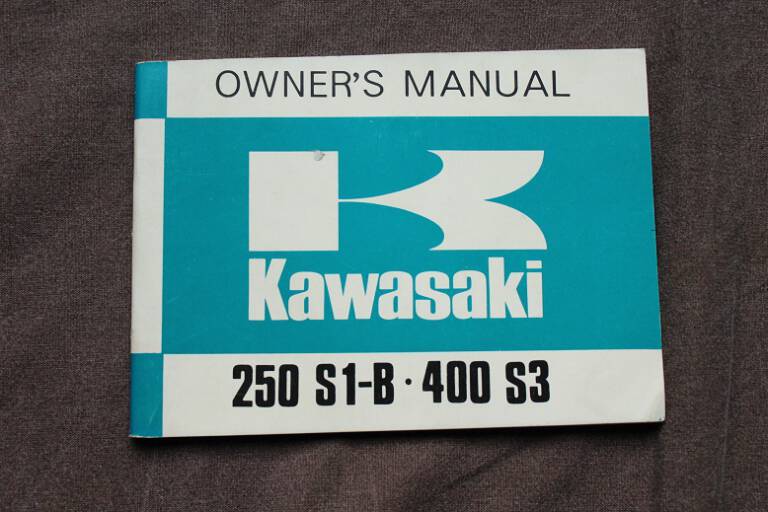 OWNER'S MANUAL
Kawasaki
250 S1-B · 400 S3